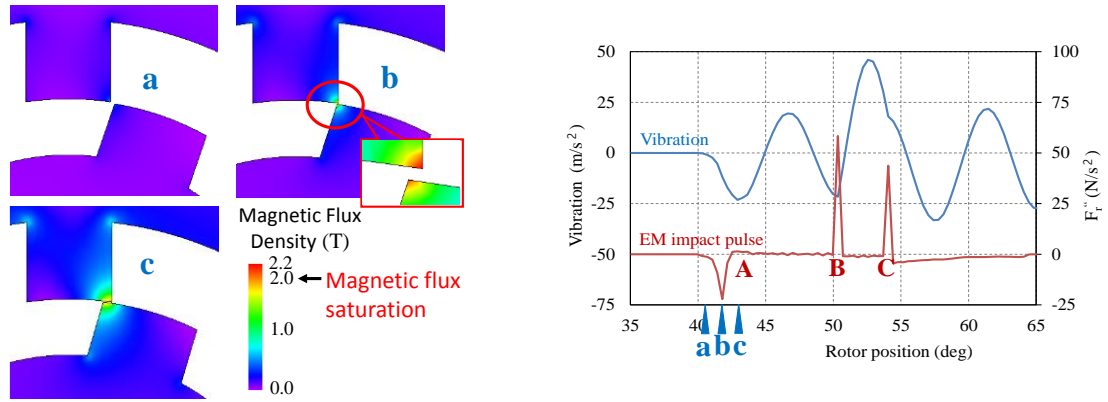 a
b
c
Magnetic Flux
Density (T)
2.2
2.0
Magnetic flux
saturation
1.0
0.0
50
25
0
-25
-50
-75
Vibration (m/s²)
Vibration
EM impact pulse
A
B
C
100
75
50
25
0
-25
Fᵣ“ (N/s²)
35 40 45 50 55 60 65
a b c
Rotor position (deg)